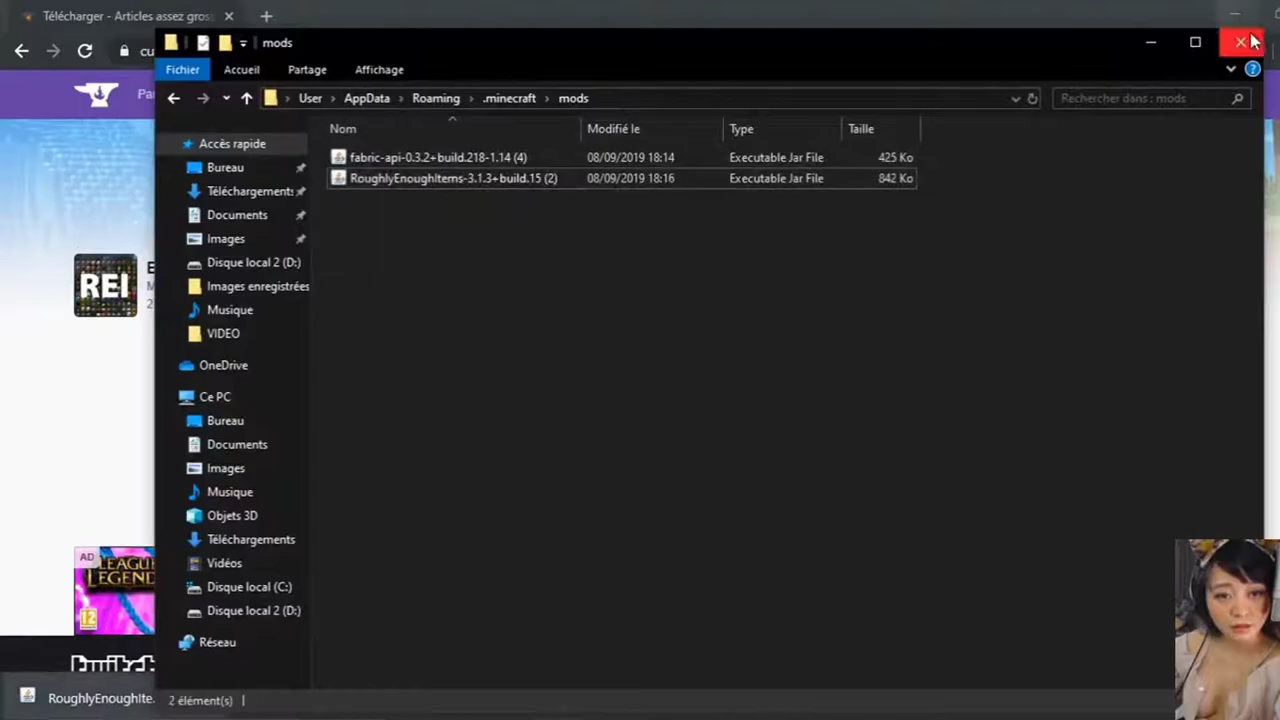 Télécharger - Articles assez gros
mods
Fichier Accueil Partage Affichage
User AppData Roaming .minecraft mods
Rechercher dans : mods
Nom Modifié le Type Taille
fabric-api-0.3.2+build.218-1.14 (4) 08/09/2019 18:14 Executable Jar File 425 Ko
RoughlyEnoughItems-3.1.3+build.15 (2) 08/09/2019 18:16 Executable Jar File 842 Ko
Accès rapide
Bureau
Téléchargements
Documents
Images
Disque local 2 (D:)
Images enregistrées
Musique
VIDEO
OneDrive
Ce PC
Bureau
Documents
Images
Musique
Objets 3D
Téléchargements
Vidéos
Disque local (C:)
Disque local 2 (D:)
Réseau
2 élément(s)
cu
Pa
REI
E
M
2
AD
LEAGUE
LEGEND
12
RoughlyEnoughIte.